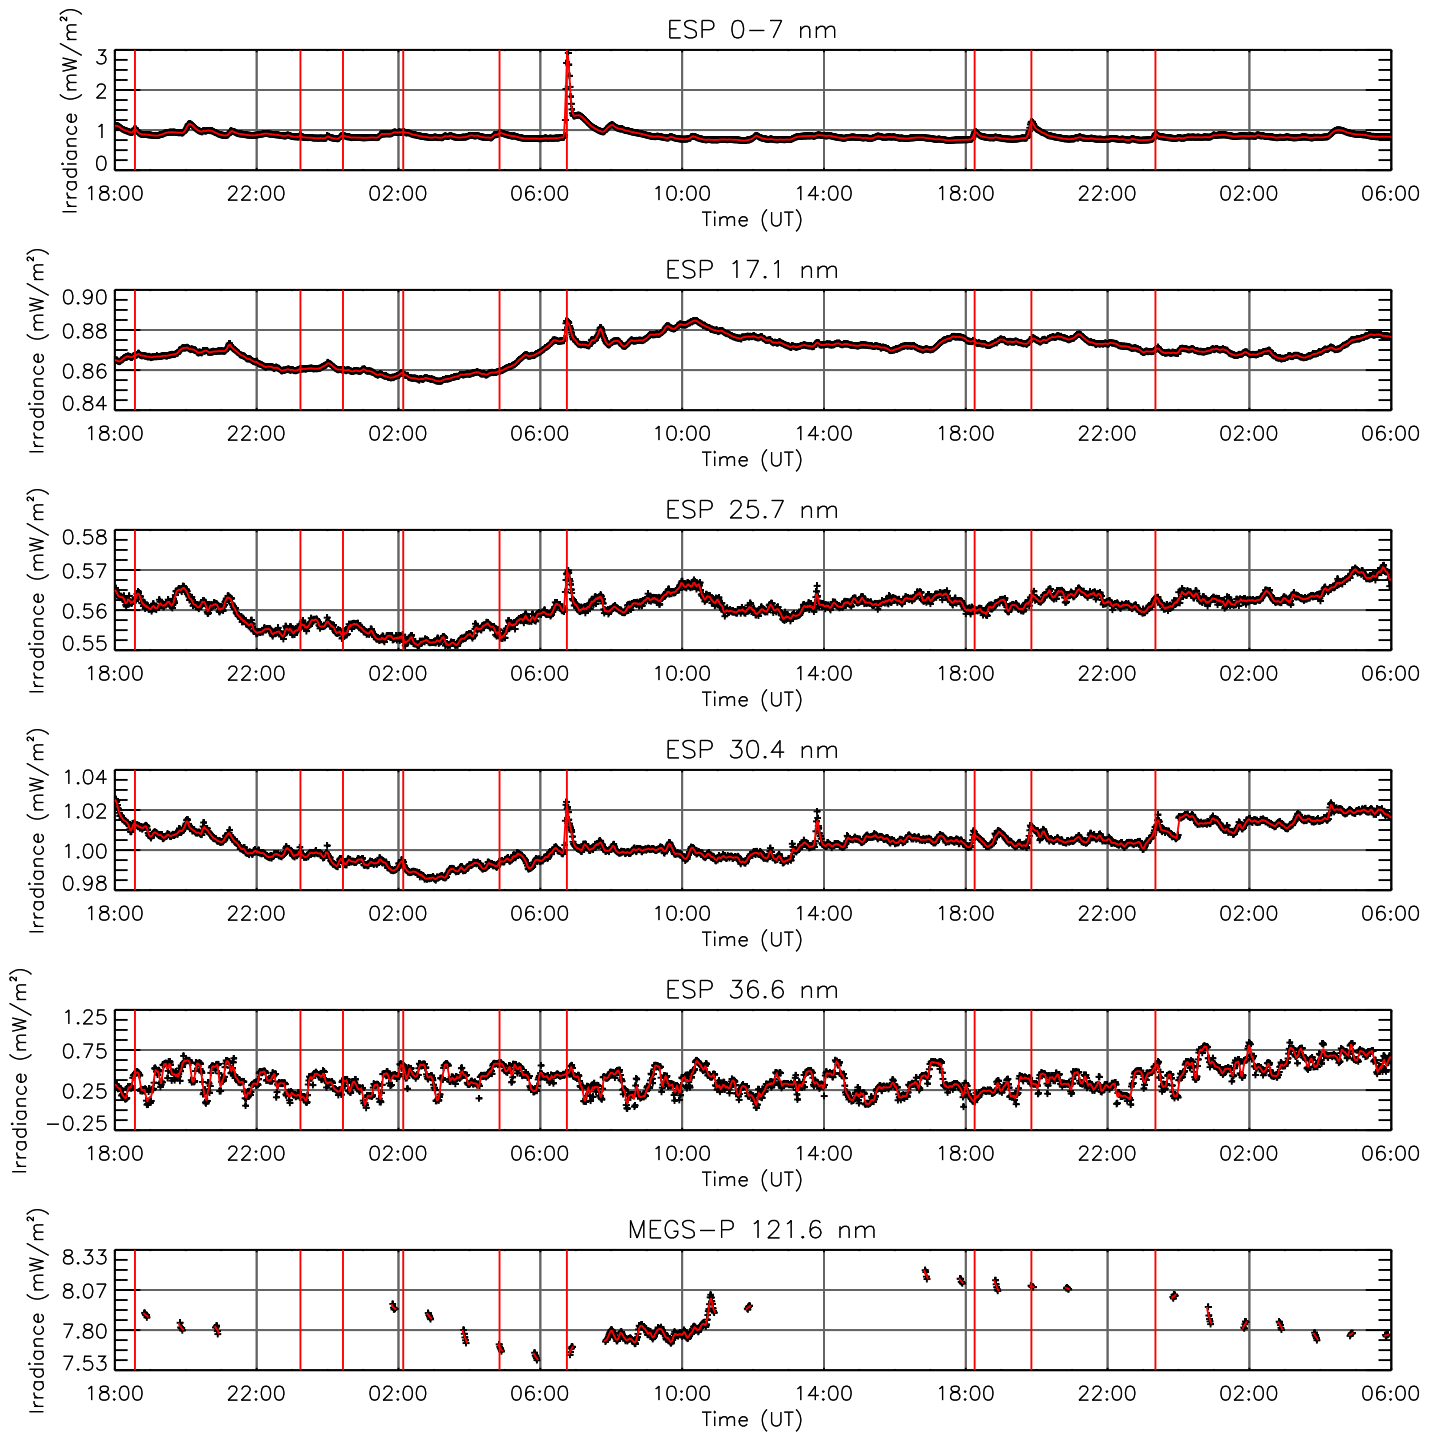 ESP 0-7 nm
Irradiance (mW/m²)
3
2
1
0
18:00 22:00 02:00 06:00 10:00 14:00 18:00 22:00 02:00 06:00
Time (UT)
ESP 17.1 nm
Irradiance (mW/m²)
0.90
0.88
0.86
0.84
18:00 22:00 02:00 06:00 10:00 14:00 18:00 22:00 02:00 06:00
Time (UT)
ESP 25.7 nm
Irradiance (mW/m²)
0.58
0.57
0.56
0.55
18:00 22:00 02:00 06:00 10:00 14:00 18:00 22:00 02:00 06:00
Time (UT)
ESP 30.4 nm
Irradiance (mW/m²)
1.04
1.02
1.00
0.98
18:00 22:00 02:00 06:00 10:00 14:00 18:00 22:00 02:00 06:00
Time (UT)
ESP 36.6 nm
Irradiance (mW/m²)
1.25
0.75
0.25
-0.25
18:00 22:00 02:00 06:00 10:00 14:00 18:00 22:00 02:00 06:00
Time (UT)
MEGS-P 121.6 nm
Irradiance (mW/m²)
8.33
8.07
7.80
7.53
18:00 22:00 02:00 06:00 10:00 14:00 18:00 22:00 02:00 06:00
Time (UT)